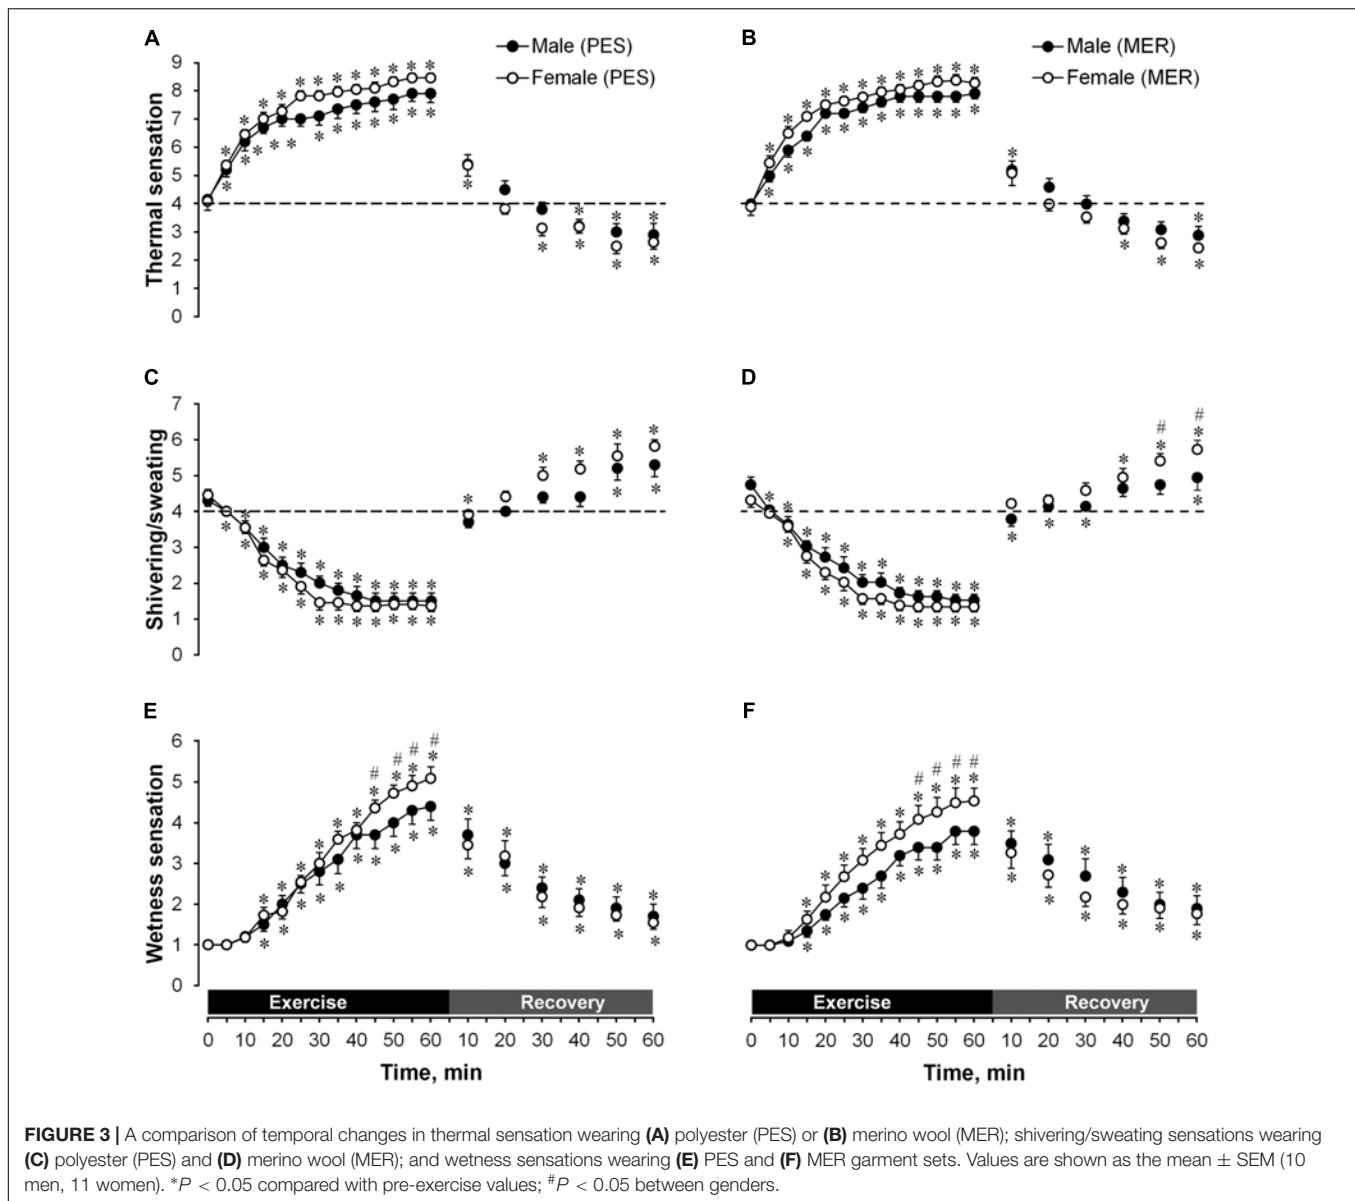 A
Male (PES)
Female (PES)
Thermal sensation
9
8
7
6
5
4
3
2
1
0
B
Male (MER)
Female (MER)
C
Shivering/sweating
7
6
5
4
3
2
1
0
# #
D
E
Wetness sensation
6
5
4
3
2
1
0
# # # #
F
# # # #
Exercise Recovery
0 10 20 30 40 50 60 10 20 30 40 50 60
Time, min
Exercise Recovery
0 10 20 30 40 50 60 10 20 30 40 50 60
Time, min
FIGURE 3 | A comparison of temporal changes in thermal sensation wearing (A) polyester (PES) or (B) merino wool (MER); shivering/sweating sensations wearing
(C) polyester (PES) and (D) merino wool (MER); and wetness sensations wearing (E) PES and (F) MER garment sets. Values are shown as the mean ± SEM (10
men, 11 women). *P < 0.05 compared with pre-exercise values; #P < 0.05 between genders.